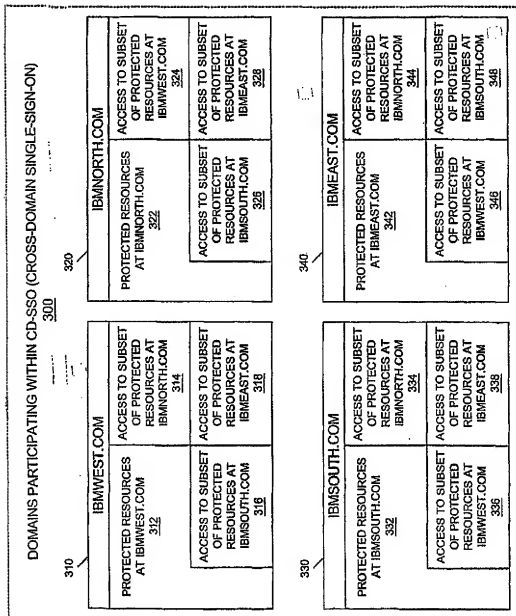 DOMAINS PARTICIPATING WITHIN CD-SSO (CROSS-DOMAIN SINGLE-SIGN-ON)
300
310
IBMWEST.COM
PROTECTED RESOURCES
AT IBMWEST.COM
312
ACCESS TO SUBSET
OF PROTECTED
RESOURCES AT
IBMNORTH.COM
314
ACCESS TO SUBSET
OF PROTECTED
RESOURCES AT
IBMSOUTH.COM
316
ACCESS TO SUBSET
OF PROTECTED
RESOURCES AT
IBMEAST.COM
318
320
IBMNORTH.COM
PROTECTED RESOURCES
AT IBMNORTH.COM
322
ACCESS TO SUBSET
OF PROTECTED
RESOURCES AT
IBMWEST.COM
324
ACCESS TO SUBSET
OF PROTECTED
RESOURCES AT
IBMSOUTH.COM
326
ACCESS TO SUBSET
OF PROTECTED
RESOURCES AT
IBMEAST.COM
328
330
IBMSOUTH.COM
PROTECTED RESOURCES
AT IBMSOUTH.COM
332
ACCESS TO SUBSET
OF PROTECTED
RESOURCES AT
IBMNORTH.COM
334
ACCESS TO SUBSET
OF PROTECTED
RESOURCES AT
IBMWEST.COM
336
ACCESS TO SUBSET
OF PROTECTED
RESOURCES AT
IBMEAST.COM
338
340
IBMEAST.COM
PROTECTED RESOURCES
AT IBMEAST.COM
342
ACCESS TO SUBSET
OF PROTECTED
RESOURCES AT
IBMNORTH.COM
344
ACCESS TO SUBSET
OF PROTECTED
RESOURCES AT
IBMWEST.COM
346
ACCESS TO SUBSET
OF PROTECTED
RESOURCES AT
IBMSOUTH.COM
348